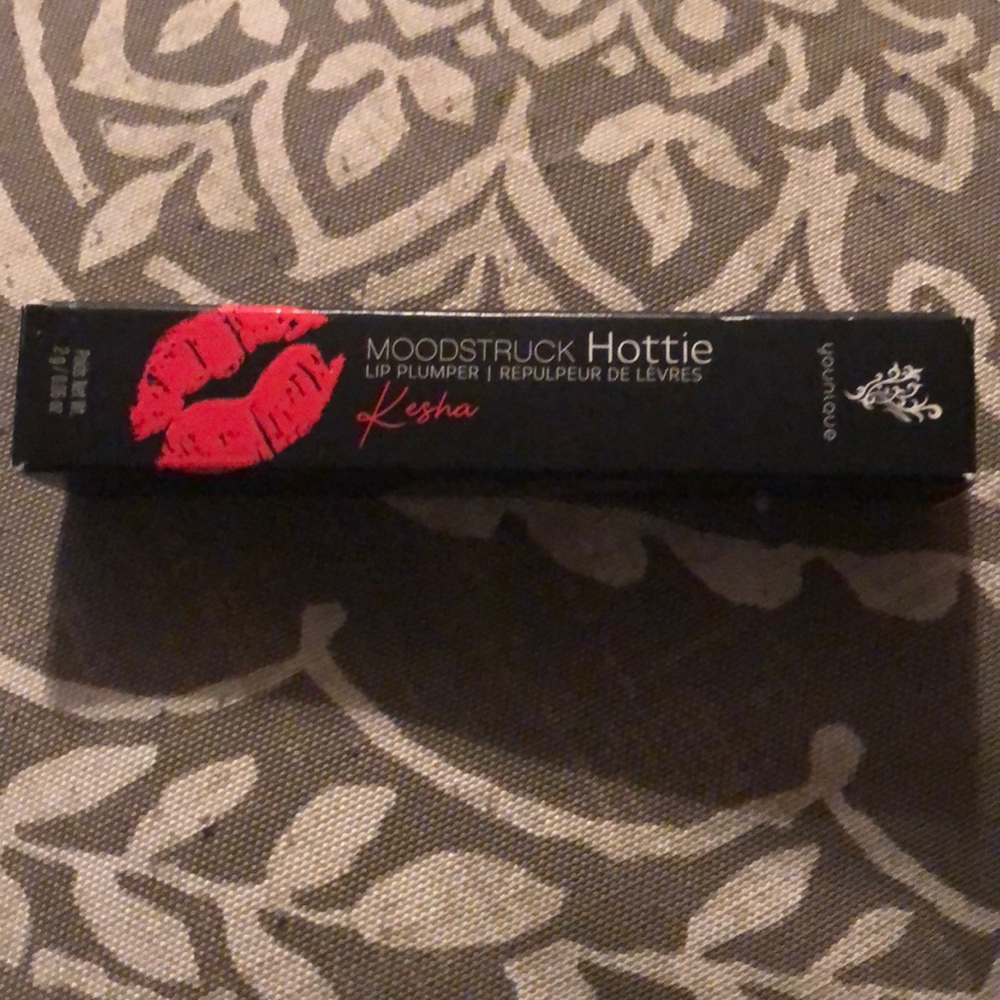 MOODSTRUCK Hottie
LIP PLUMPER | REPULPEUR DE LÈVRES
Kesha
younique